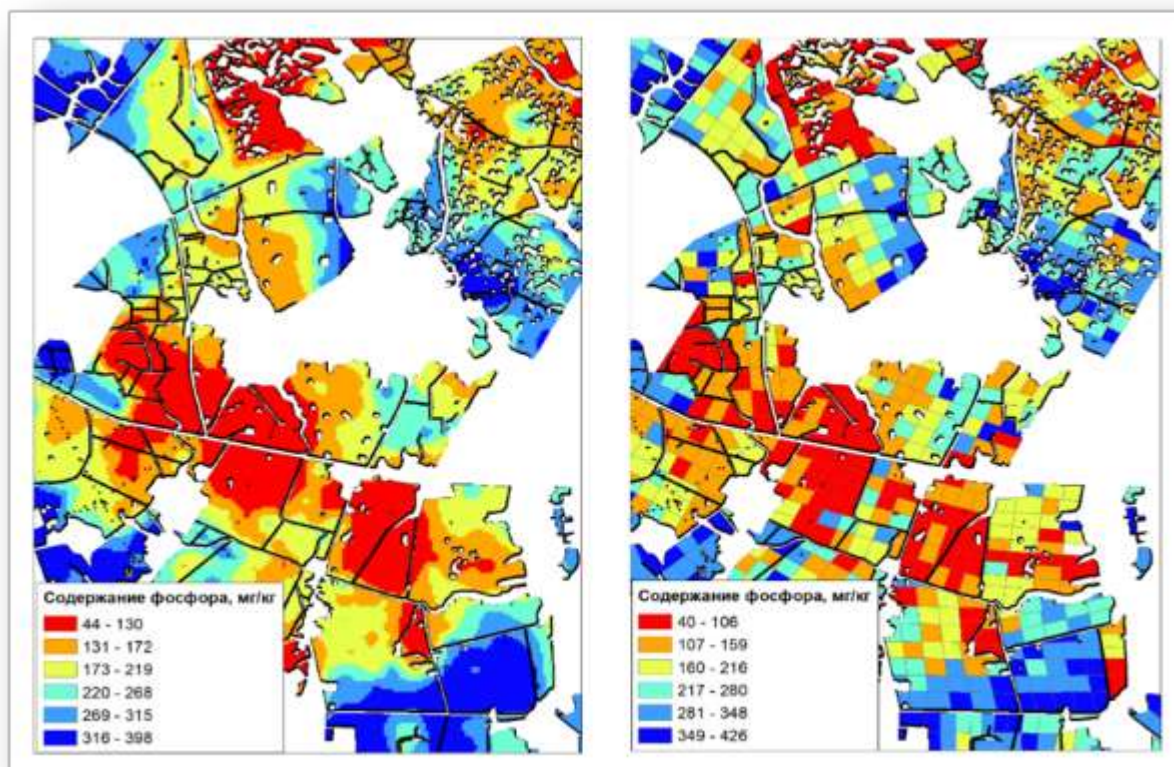 Содержание фосфора, мг/кг
44 - 130
131 - 172
173 - 219
220 - 268
269 - 315
316 - 398
Содержание фосфора, мг/кг
40 - 106
107 - 159
160 - 216
217 - 280
281 - 348
349 - 426